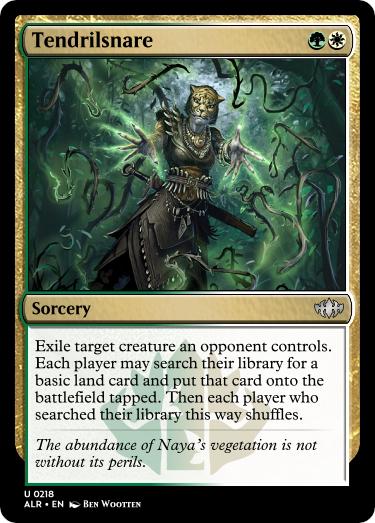 Tendrilsnare
Sorcery
Exile target creature an opponent controls.
Each player may search their library for a
basic land card and put that card onto the
battlefield tapped. Then each player who
searched their library this way shuffles.
The abundance of Naya's vegetation is not
without its perils.
U 0218
ALR • EN Ben Wootten